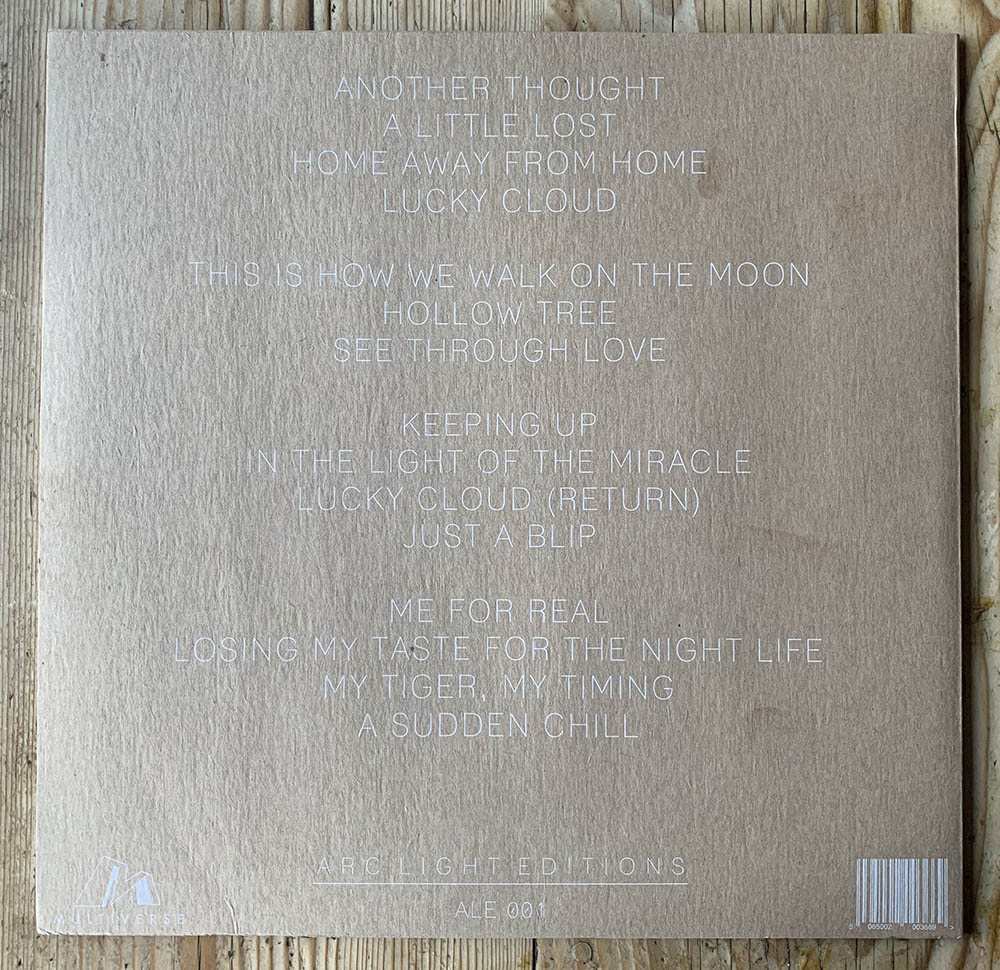 ANOTHER THOUGHT
A LITTLE LOST
HOME AWAY FROM HOME
LUCKY CLOUD
THIS IS HOW WE WALK ON THE MOON
HOLLOW TREE
SEE THROUGH LOVE
KEEPING UP
IN THE LIGHT OF THE MIRACLE
LUCKY CLOUD (RETURN)
JUST A BLIP
ME FOR REAL
LOSING MY TASTE FOR THE NIGHT LIFE
MY TIGER, MY TIMING
A SUDDEN CHILL
ARC LIGHT EDITIONS
ALE 001
MULTIVERSE